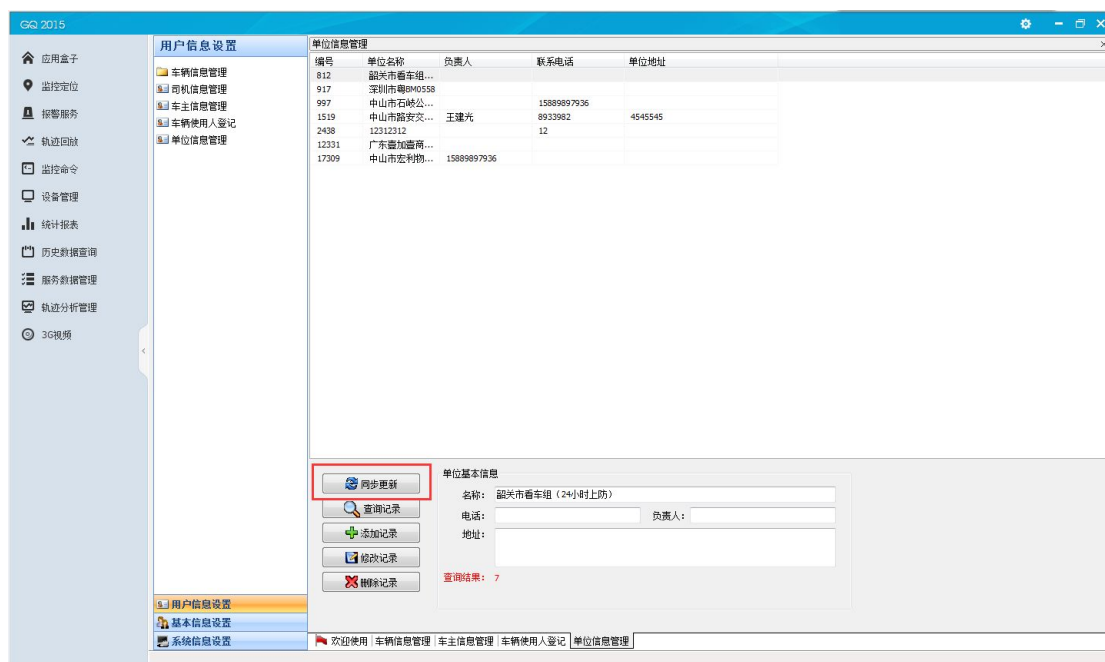 GQ 2015
应用盒子
监控定位
报警服务
轨迹回放
监控命令
设备管理
统计报表
历史数据查询
服务数据管理
轨迹分析管理
3G视频
用户信息设置
车辆信息管理
司机信息管理
车主信息管理
车辆使用人登记
单位信息管理
用户信息设置
基本信息设置
系统信息设置
单位信息管理
编号 单位名称 负责人 联系电话 单位地址
812 韶关市看车组...
917 深圳市粤BM0558
997 中山市石岐公... 15889897936
1519 中山市路安交... 王建光 8933982 4545545
2438 12312312 12
12331 广东壹加壹商...
17309 中山市宏利物... 15889897936
同步更新
查询记录
添加记录
修改记录
删除记录
单位基本信息
名称: 韶关市看车组（24小时上防）
电话: 负责人:
地址:
查询结果: 7
欢迎使用 车辆信息管理 车主信息管理 车辆使用人登记 单位信息管理